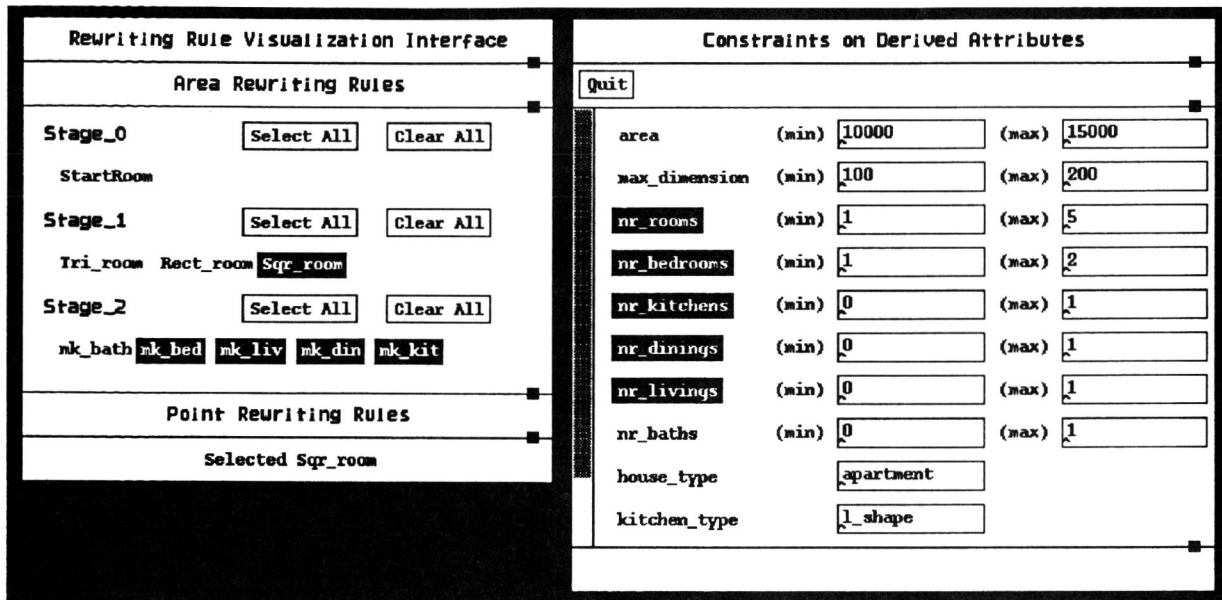 Rewriting Rule Visualization Interface
Area Rewriting Rules
Stage_0 Select All Clear All
StartRoom
Stage_1 Select All Clear All
Tri_room Rect_room Sqr_room
Stage_2 Select All Clear All
mk_bath mk_bed mk_liv mk_din mk_kit
Point Rewriting Rules
Selected Sqr_room
Constraints on Derived Attributes
Quit
area (min) 10000 (max) 15000
max_dimension (min) 100 (max) 200
nr_rooms (min) 1 (max) 5
nr_bedrooms (min) 1 (max) 2
nr_kitchens (min) 0 (max) 1
nr_dinings (min) 0 (max) 1
nr_livings (min) 0 (max) 1
nr_baths (min) 0 (max) 1
house_type apartment
kitchen_type l_shape